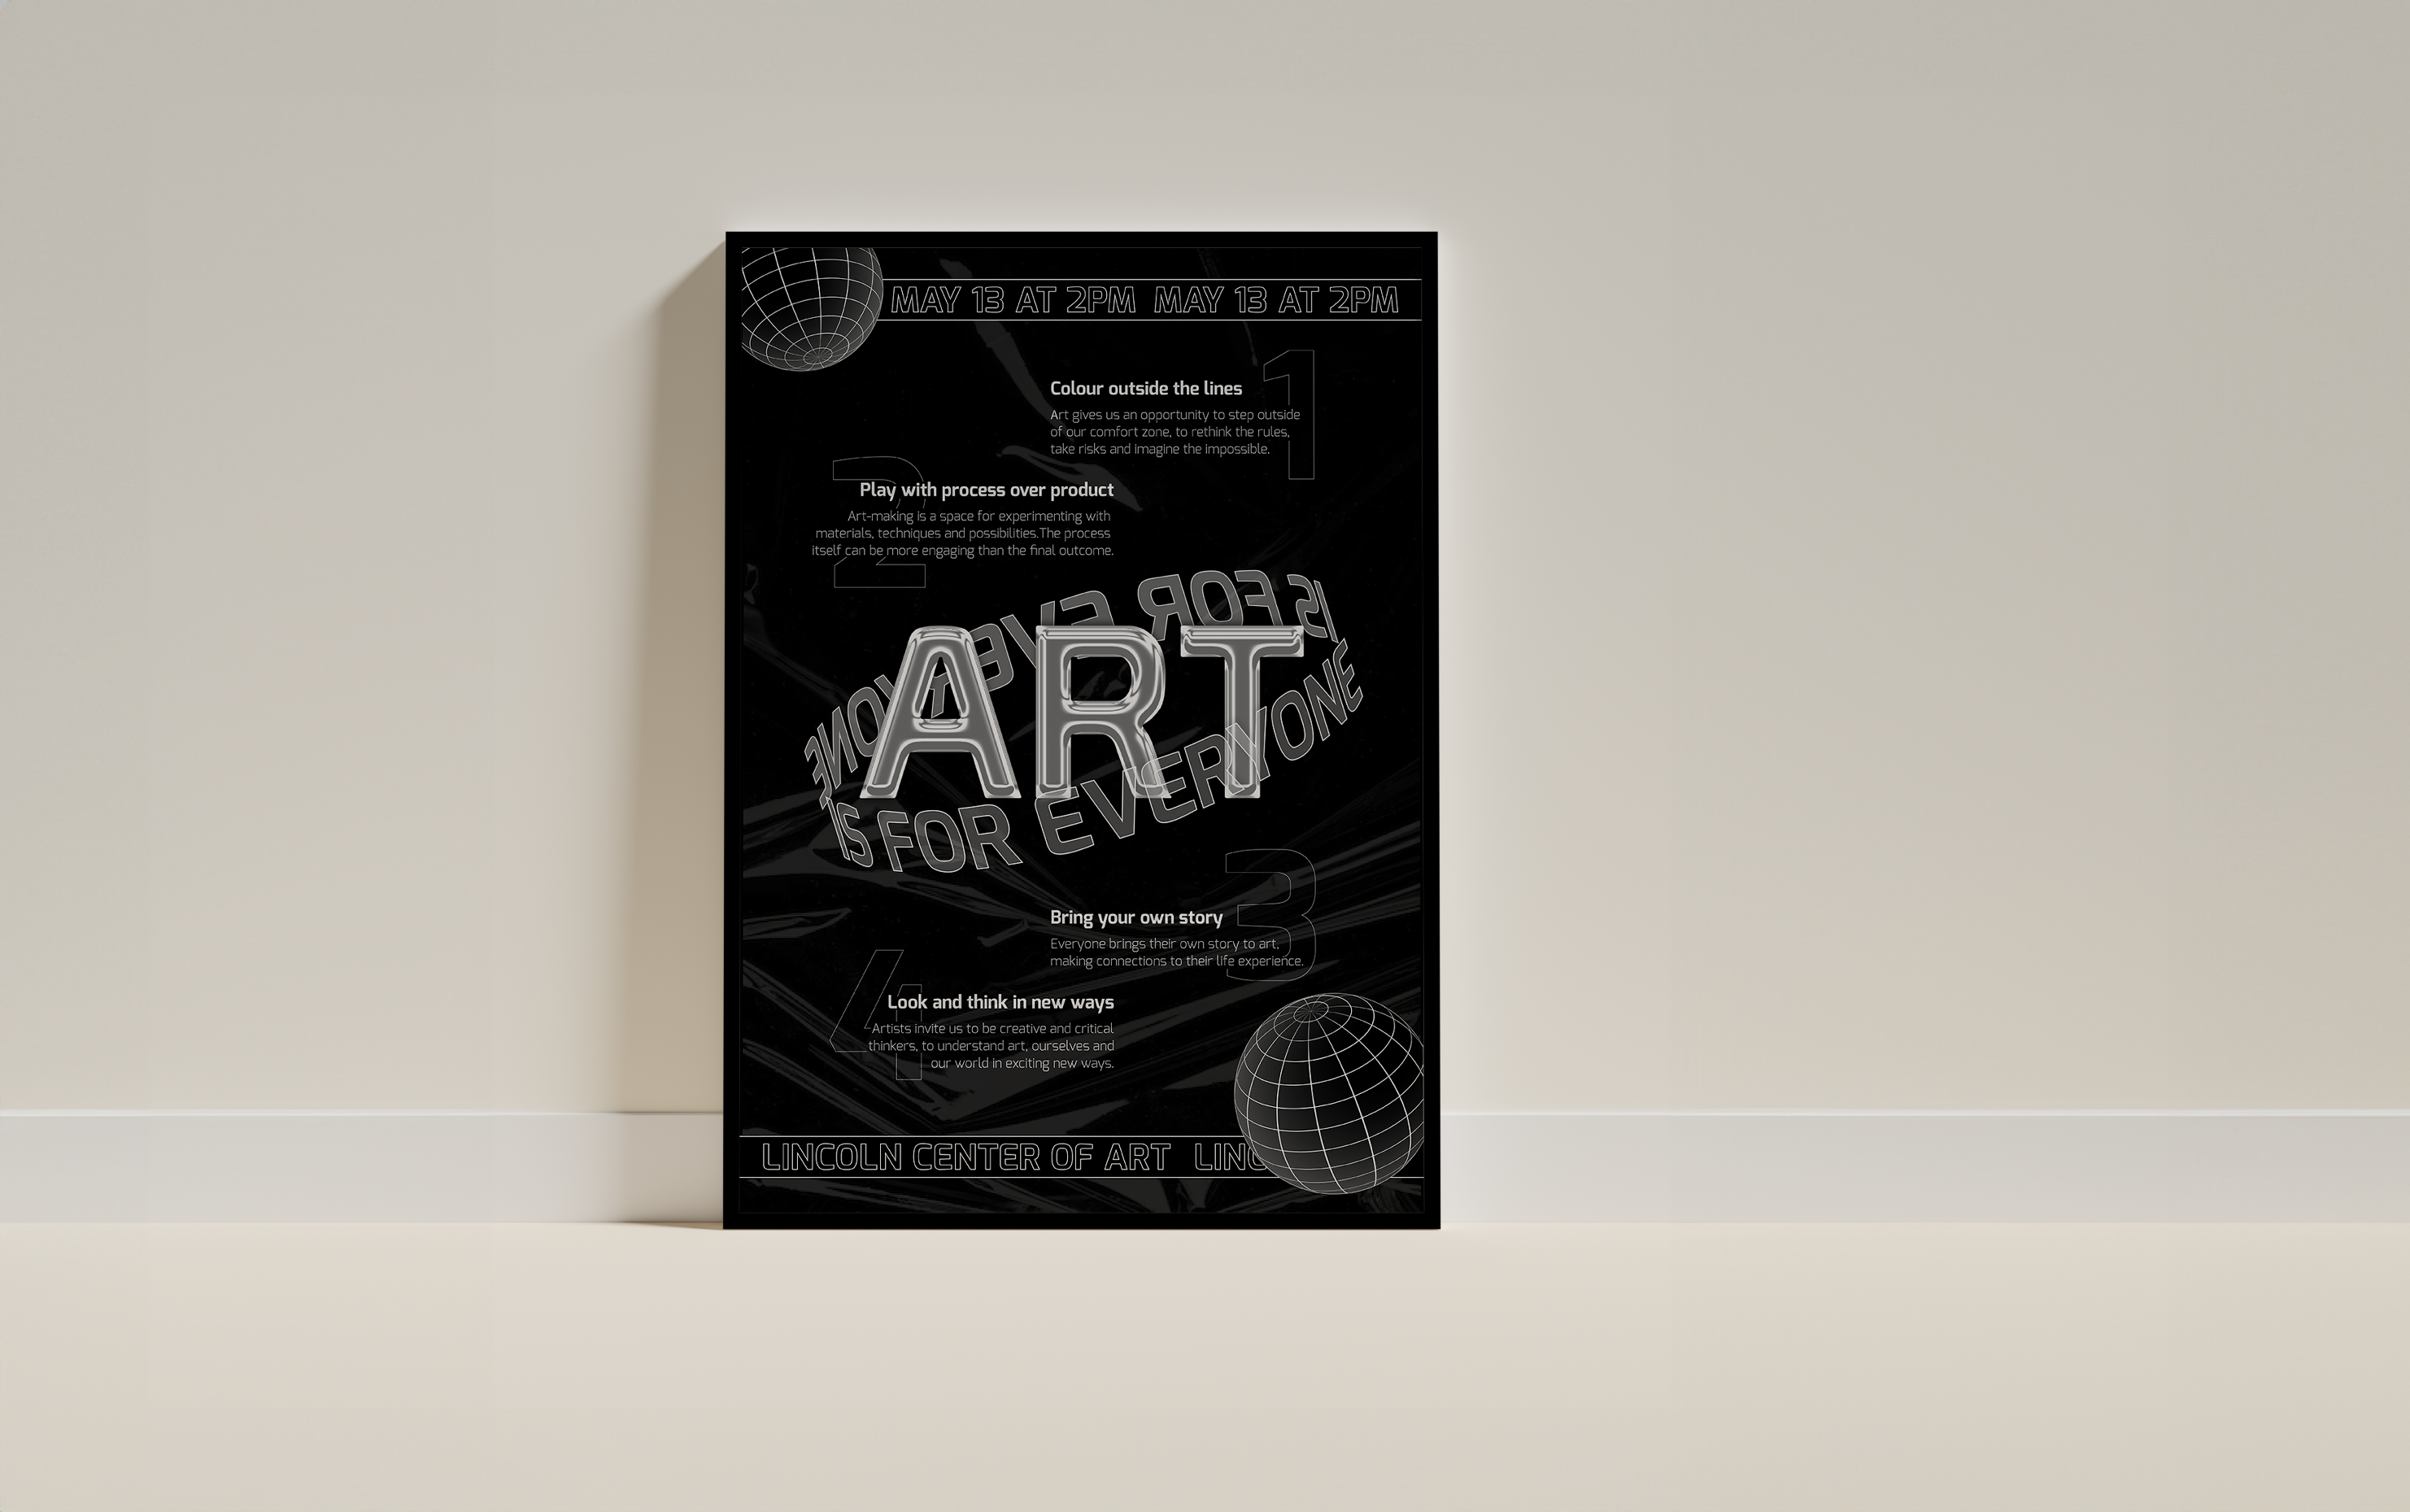 MAY 13 AT 2PM MAY 13 AT 2PM
1
Colour outside the lines
Art gives us an opportunity to step outside
of our comfort zone, to rethink the rules,
take risks and imagine the impossible.
2
Play with process over product
Art-making is a space for experimenting with
materials, techniques and possibilities.The process
itself can be more engaging than the final outcome.
IS FOR EVERYONE
ART
IS FOR EVERYONE
3
Bring your own story
Everyone brings their own story to art,
making connections to their life experience.
4
Look and think in new ways
Artists invite us to be creative and critical
thinkers, to understand art, ourselves and
our world in exciting new ways.
LINCOLN CENTER OF ART LINC